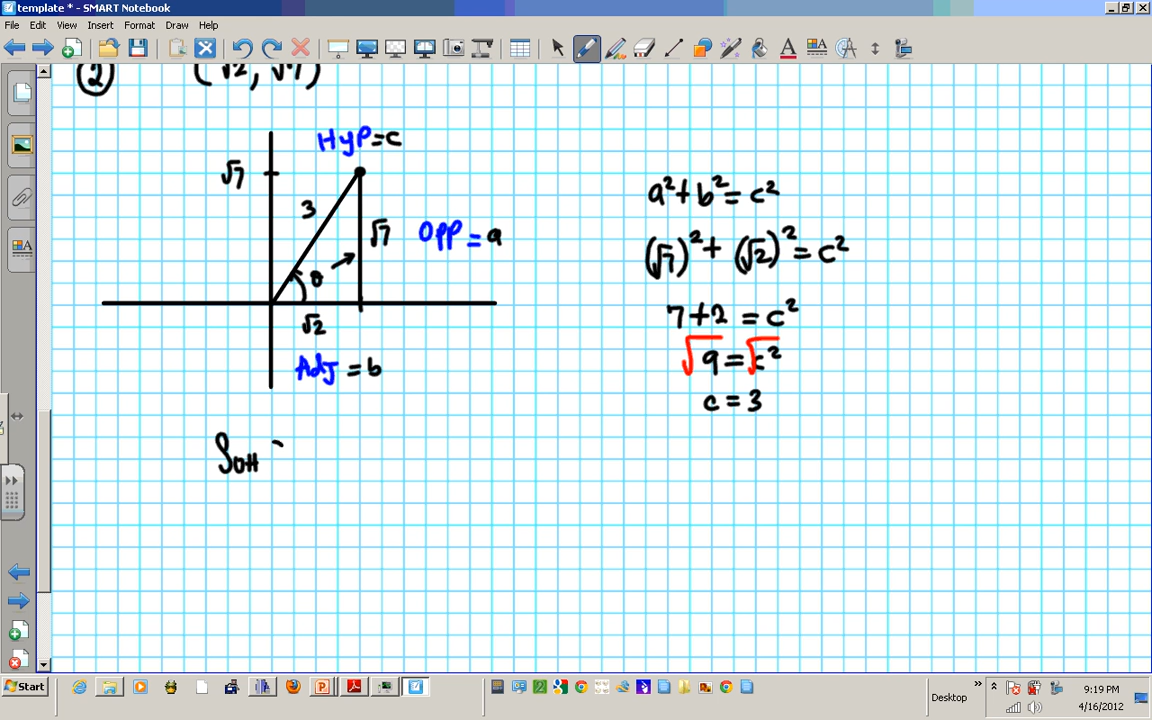 template * - SMART Notebook
File Edit View Insert Format Draw Help
② (√2, √7)
Hyp=c
√7
3
√7
Opp = a
θ
√2
Adj = b
a²+b²=c²
(√7)²+(√2)²=c²
7+2 =c²
√9=√c²
c=3
SOH
Start
Desktop
9:19 PM
4/16/2012